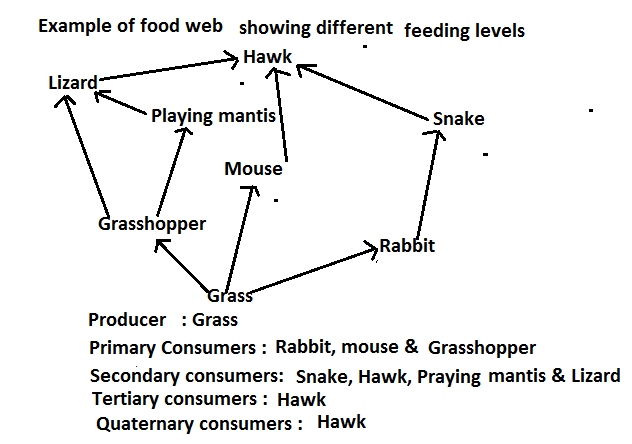 Example of food web showing different feeding levels
Hawk
Lizard
Playing mantis
Snake
Mouse
Grasshopper
Rabbit
Grass
Producer : Grass
Primary Consumers : Rabbit, mouse & Grasshopper
Secondary consumers: Snake, Hawk, Praying mantis & Lizard
Tertiary consumers : Hawk
Quaternary consumers : Hawk